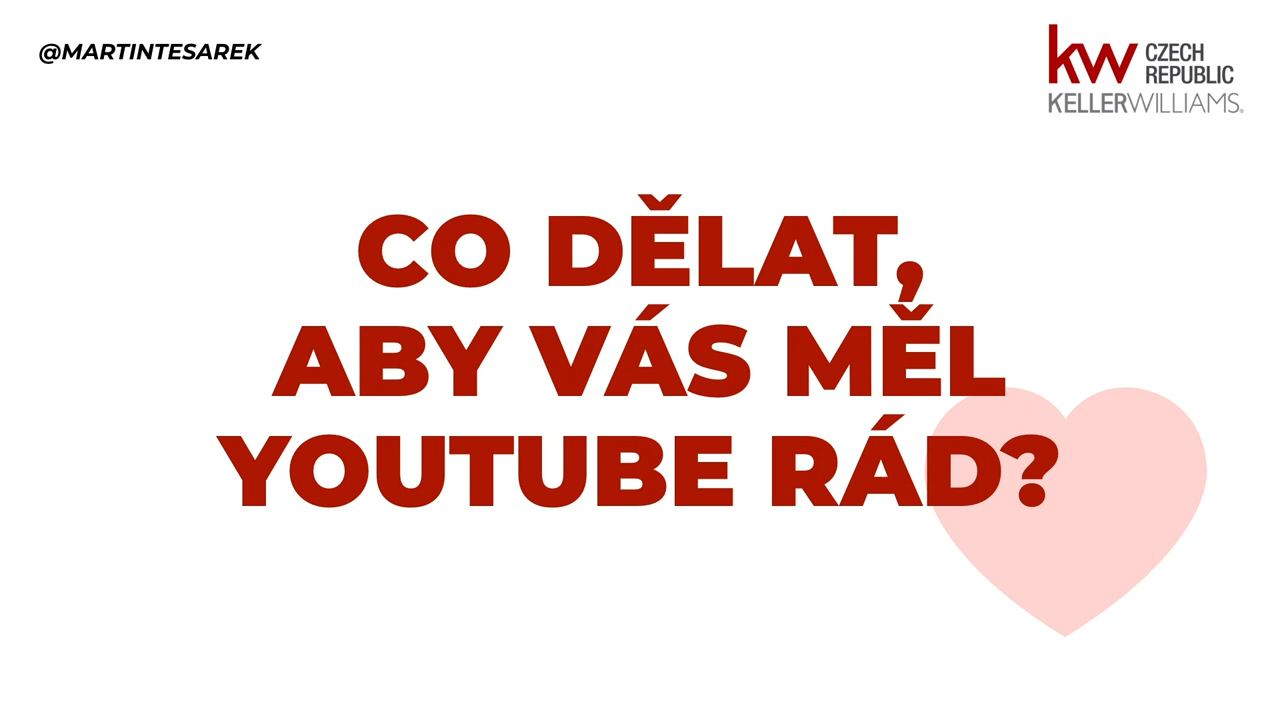 @MARTINTESAREK
kw CZECH
REPUBLIC
KELLERWILLIAMS.
CO DĚLAT,
ABY VÁS MĚL
YOUTUBE RÁD?